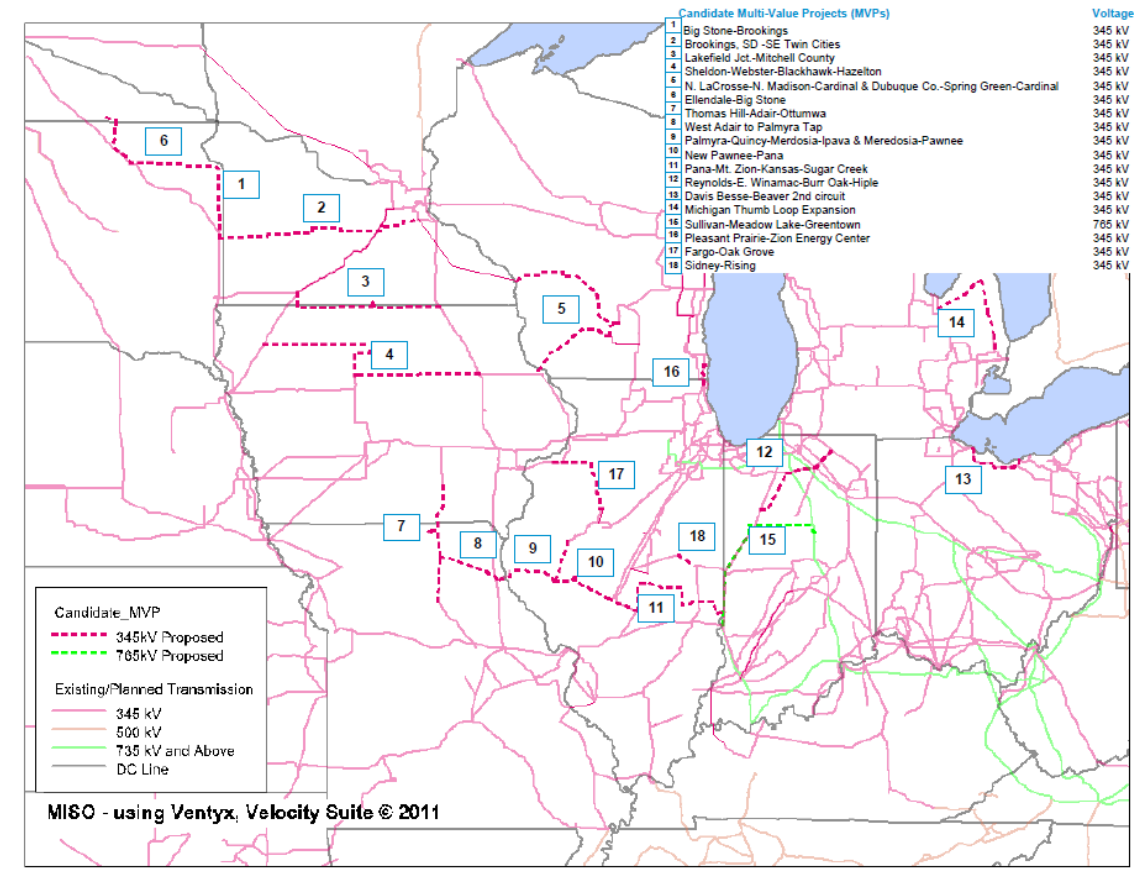 Candidate Multi-Value Projects (MVPs) Voltage
1 Big Stone-Brookings 345 kV
2 Brookings, SD -SE Twin Cities 345 kV
3 Lakefield Jct.-Mitchell County 345 kV
4 Sheldon-Webster-Blackhawk-Hazelton 345 kV
5 N. LaCrosse-N. Madison-Cardinal & Dubuque Co.-Spring Green-Cardinal 345 kV
6 Ellendale-Big Stone 345 kV
7 Thomas Hill-Adair-Ottumwa 345 kV
8 West Adair to Palmyra Tap 345 kV
9 Palmyra-Quincy-Merdosia-Ipava & Meredosia-Pawnee 345 kV
10 New Pawnee-Pana 345 kV
11 Pana-Mt. Zion-Kansas-Sugar Creek 345 kV
12 Reynolds-E. Winamac-Burr Oak-Hiple 345 kV
13 Davis Besse-Beaver 2nd circuit 345 kV
14 Michigan Thumb Loop Expansion 345 kV
15 Sullivan-Meadow Lake-Greentown 765 kV
16 Pleasant Prairie-Zion Energy Center 345 kV
17 Fargo-Oak Grove 345 kV
18 Sidney-Rising 345 kV
6
1
2
3
5
14
4
16
12
17
13
7
8
9
18
15
10
11
Candidate_MVP
345kV Proposed
765kV Proposed
Existing/Planned Transmission
345 kV
500 kV
735 kV and Above
DC Line
MISO - using Ventyx, Velocity Suite © 2011